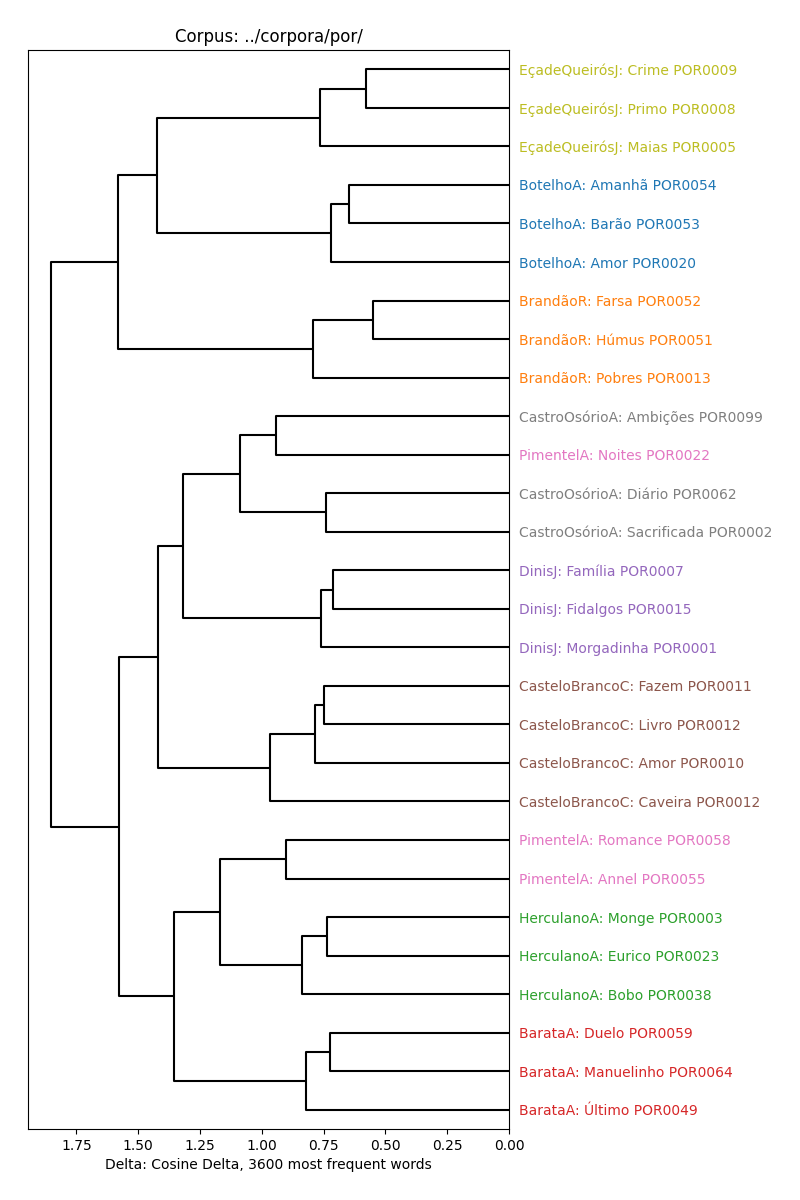 Corpus: ../corpora/por/
EçadeQueirósJ: Crime POR0009
EçadeQueirósJ: Primo POR0008
EçadeQueirósJ: Maias POR0005
BotelhoA: Amanhã POR0054
BotelhoA: Barão POR0053
BotelhoA: Amor POR0020
BrandãoR: Farsa POR0052
BrandãoR: Húmus POR0051
BrandãoR: Pobres POR0013
CastroOsórioA: Ambições POR0099
PimentelA: Noites POR0022
CastroOsórioA: Diário POR0062
CastroOsórioA: Sacrificada POR0002
DinisJ: Família POR0007
DinisJ: Fidalgos POR0015
DinisJ: Morgadinha POR0001
CasteloBrancoC: Fazem POR0011
CasteloBrancoC: Livro POR0012
CasteloBrancoC: Amor POR0010
CasteloBrancoC: Caveira POR0012
PimentelA: Romance POR0058
PimentelA: Annel POR0055
HerculanoA: Monge POR0003
HerculanoA: Eurico POR0023
HerculanoA: Bobo POR0038
BarataA: Duelo POR0059
BarataA: Manuelinho POR0064
BarataA: Último POR0049
1.75 1.50 1.25 1.00 0.75 0.50 0.25 0.00
Delta: Cosine Delta, 3600 most frequent words